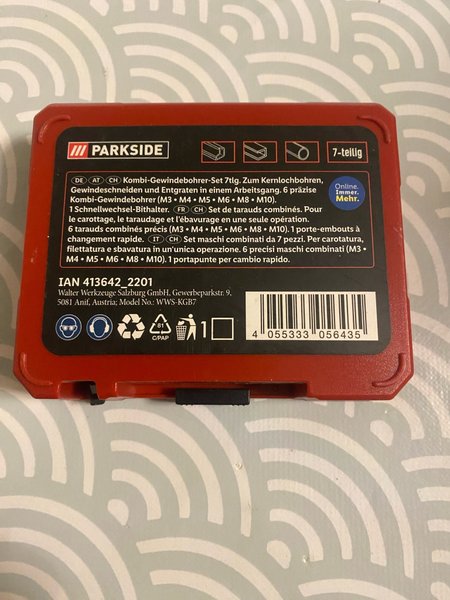 /// PARKSIDE 7-teilig
DE AT CH Kombi-Gewindebohrer-Set 7tlg. Zum Kernlochbohren,
Gewindeschneiden und Entgraten in einem Arbeitsgang. 6 präzise
Kombi-Gewindebohrer (M3 • M4 • M5 • M6 • M8 • M10).
1 Schnellwechsel-Bithalter. FR CH Set de tarauds combinés. Pour
le carottage, le taraudage et l'ébavurage en une seule opération.
6 tarauds combinés précis (M3 • M4 • M5 • M6 • M8 • M10). 1 porte-embouts à
changement rapide. IT CH Set maschi combinati da 7 pezzi. Per carotatura,
filettatura e sbavatura in un'unica operazione. 6 precisi maschi combinati (M3 •
M4 • M5 • M6 • M8 • M10). 1 portapunte per cambio rapido.
Online.
Immer.
Mehr.
IAN 413642_2201
Walter Werkzeuge Salzburg GmbH, Gewerbeparkstr. 9,
5081 Anif, Austria; Model No.: WWS-KGB7
81
C/PAP
1
4 055333 056435